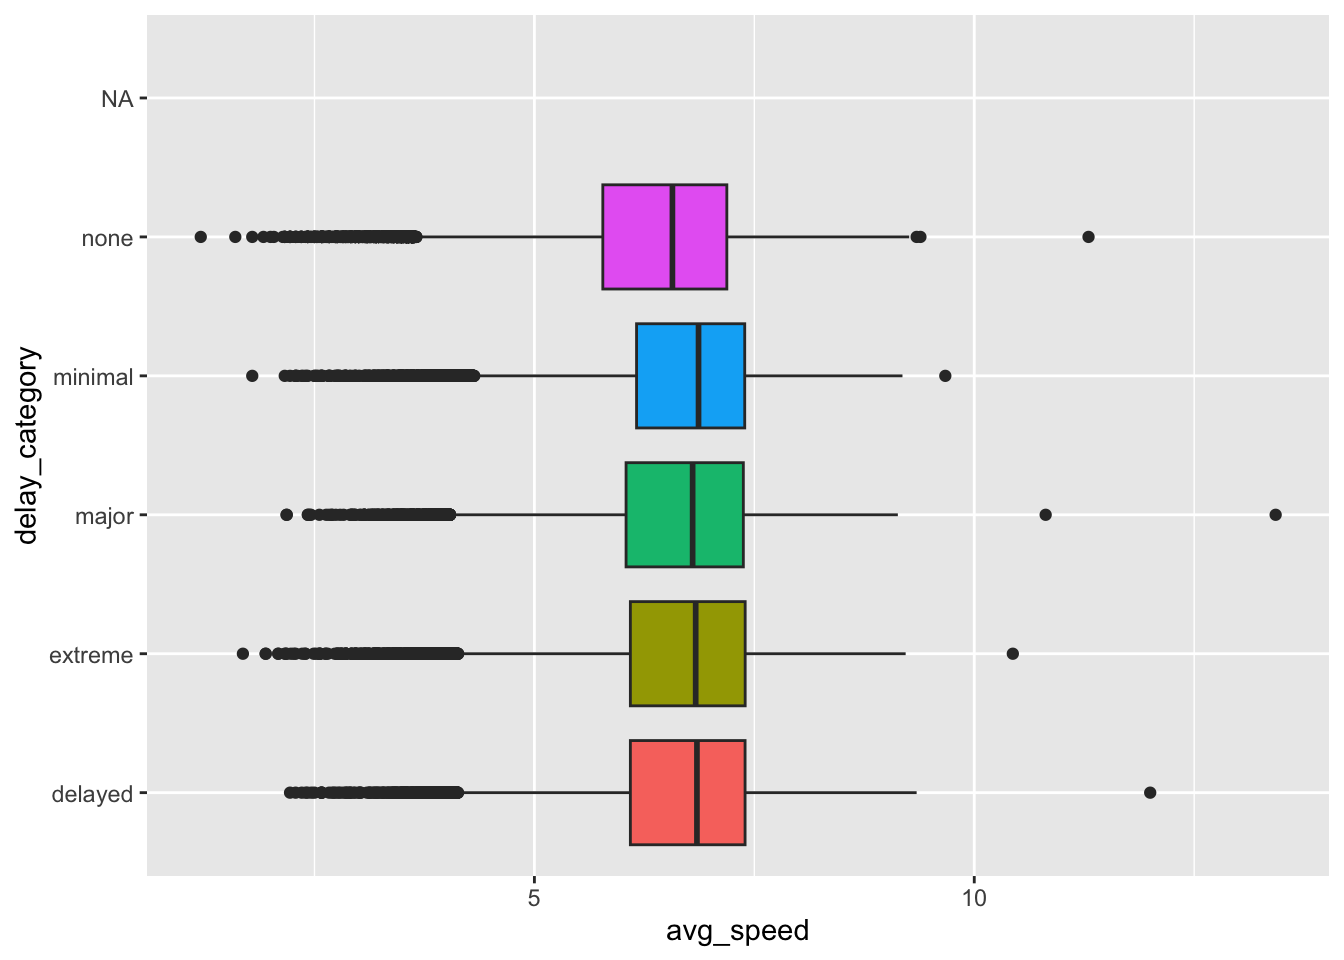 NA
none
minimal
major
extreme
delayed
delay_category
5 10
avg_speed